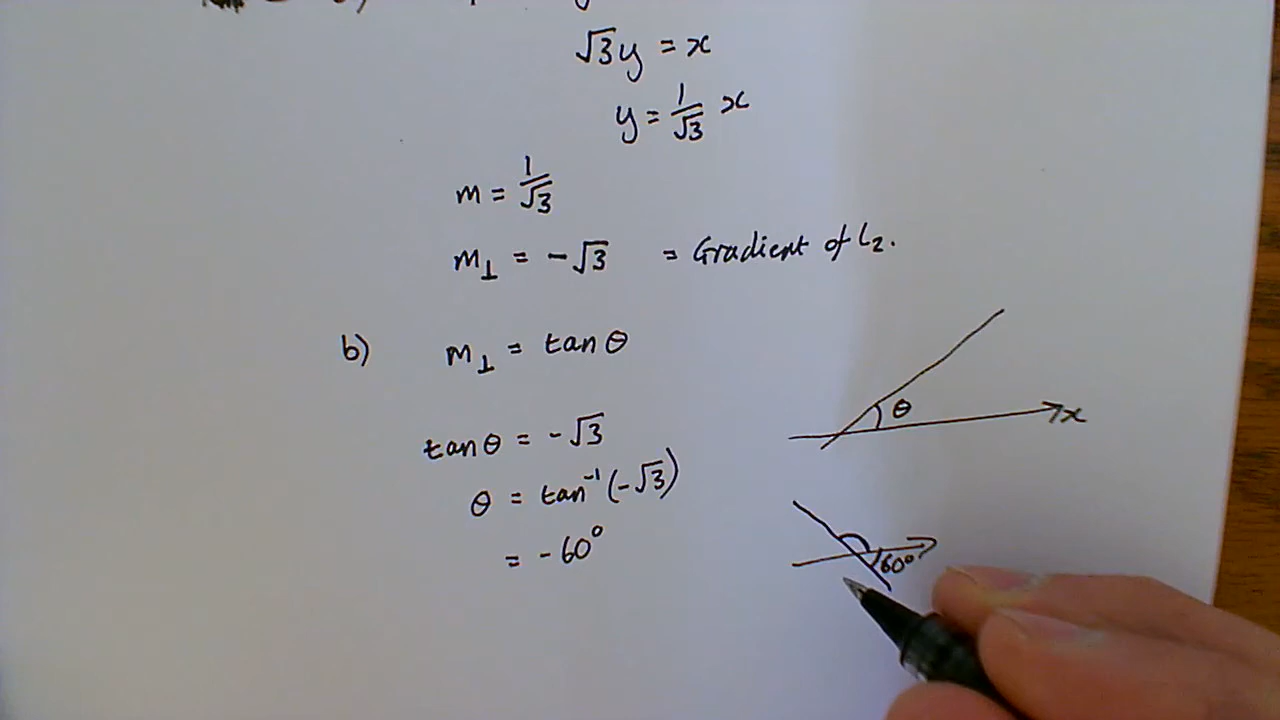 √3y = x
y = 1/√3 x
m = 1/√3
m⊥ = -√3 = Gradient of L2.
b) m⊥ = tan θ
θ
x
tan θ = -√3
θ = tan⁻¹(-√3)
= -60°
60°